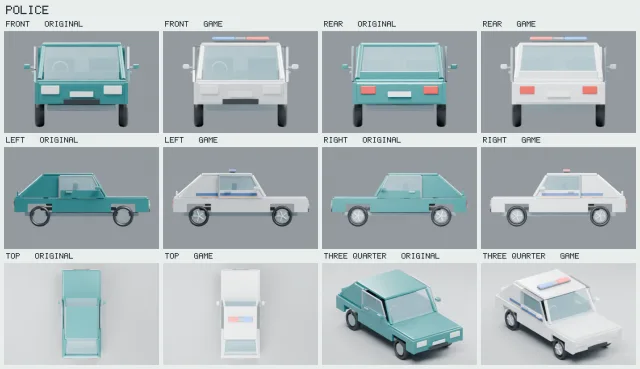 POLICE
FRONT ORIGINAL
FRONT GAME
REAR ORIGINAL
REAR GAME
LEFT ORIGINAL
LEFT GAME
RIGHT ORIGINAL
RIGHT GAME
TOP ORIGINAL
TOP GAME
THREE QUARTER ORIGINAL
THREE QUARTER GAME